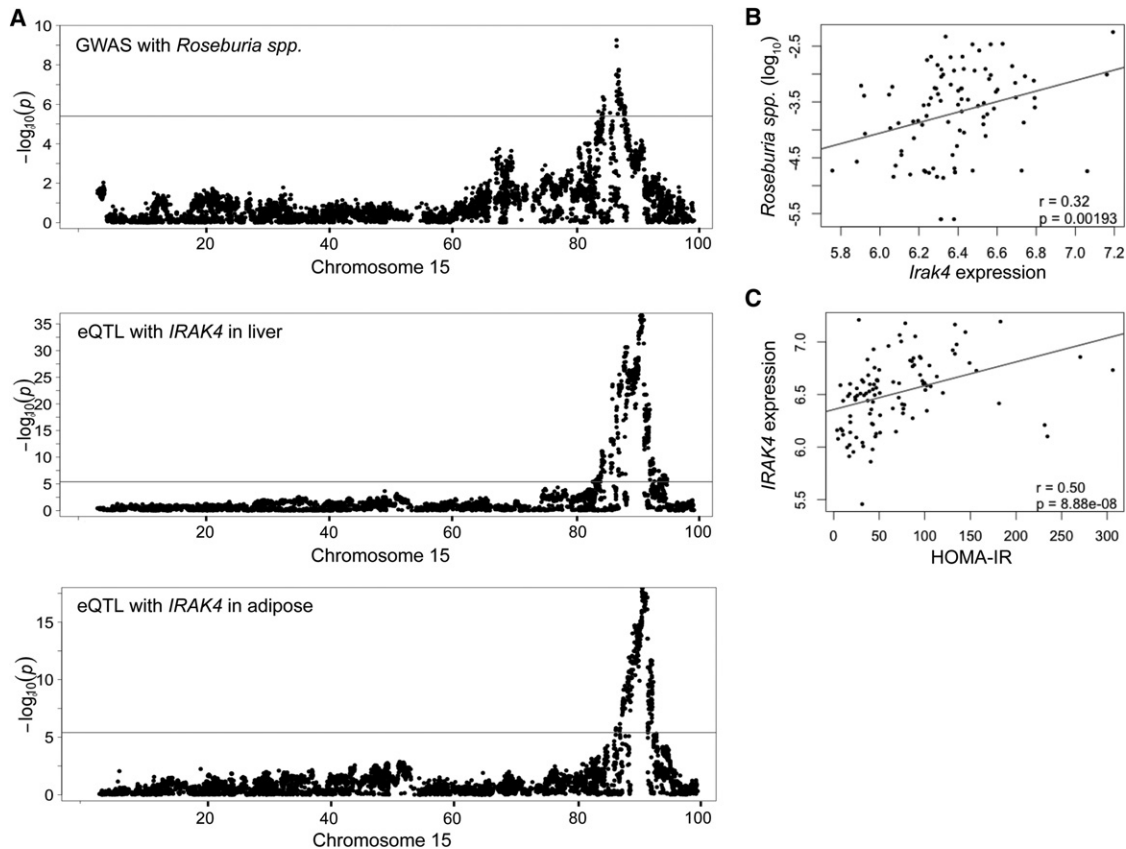 A
GWAS with Roseburia spp.
−log10(p)
10
8
6
4
2
0
20 40 60 80 100
Chromosome 15
eQTL with IRAK4 in liver
−log10(p)
35
30
25
20
15
10
5
0
20 40 60 80 100
Chromosome 15
eQTL with IRAK4 in adipose
−log10(p)
15
10
5
0
20 40 60 80 100
Chromosome 15
B
Roseburia spp. (log10)
-2.5
-3.5
-4.5
-5.5
r = 0.32
p = 0.00193
5.8 6.0 6.2 6.4 6.6 6.8 7.0 7.2
Irak4 expression
C
IRAK4 expression
7.0
6.5
6.0
5.5
r = 0.50
p = 8.88e-08
0 50 100 150 200 250 300
HOMA-IR